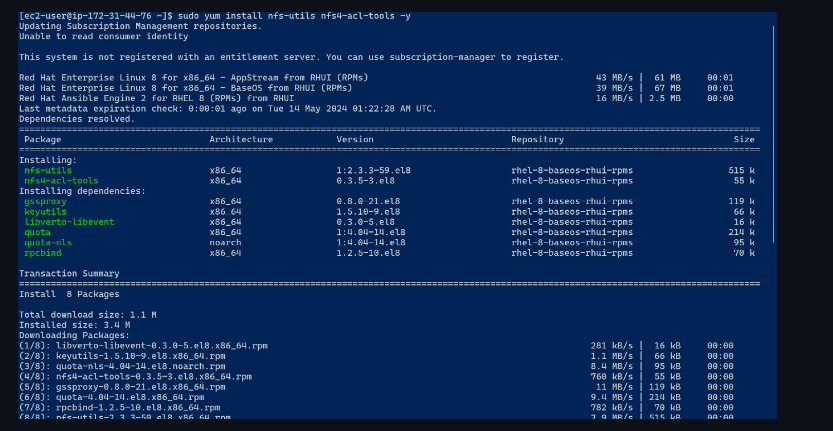 [ec2-user@ip-172-31-44-76 ~]$ sudo yum install nfs-utils nfs4-acl-tools -y
Updating Subscription Management repositories.
Unable to read consumer identity
This system is not registered with an entitlement server. You can use subscription-manager to register.
Red Hat Enterprise Linux 8 for x86_64 - AppStream from RHUI (RPMs) 43 MB/s | 61 MB 00:01
Red Hat Enterprise Linux 8 for x86_64 - BaseOS from RHUI (RPMs) 39 MB/s | 67 MB 00:01
Red Hat Ansible Engine 2 for RHEL 8 (RPMs) from RHUI 16 MB/s | 2.5 MB 00:00
Last metadata expiration check: 0:00:01 ago on Tue 14 May 2024 01:22:28 AM UTC.
Dependencies resolved.
Package Architecture Version Repository Size
Installing:
nfs-utils x86_64 1:2.3.3-59.el8 rhel-8-baseos-rhui-rpms 515 k
nfs4-acl-tools x86_64 0.3.5-3.el8 rhel-8-baseos-rhui-rpms 55 k
Installing dependencies:
gssproxy x86_64 0.8.0-21.el8 rhel-8-baseos-rhui-rpms 119 k
keyutils x86_64 1.5.10-9.el8 rhel-8-baseos-rhui-rpms 66 k
libverto-libevent x86_64 0.3.0-5.el8 rhel-8-baseos-rhui-rpms 16 k
quota x86_64 1:4.04-14.el8 rhel-8-baseos-rhui-rpms 214 k
quota-nls noarch 1:4.04-14.el8 rhel-8-baseos-rhui-rpms 95 k
rpcbind x86_64 1.2.5-10.el8 rhel-8-baseos-rhui-rpms 70 k
Transaction Summary
Install 8 Packages
Total download size: 1.1 M
Installed size: 3.4 M
Downloading Packages:
(1/8): libverto-libevent-0.3.0-5.el8.x86_64.rpm 281 kB/s | 16 kB 00:00
(2/8): keyutils-1.5.10-9.el8.x86_64.rpm 1.1 MB/s | 66 kB 00:00
(3/8): quota-nls-4.04-14.el8.noarch.rpm 8.4 MB/s | 95 kB 00:00
(4/8): nfs4-acl-tools-0.3.5-3.el8.x86_64.rpm 760 kB/s | 55 kB 00:00
(5/8): gssproxy-0.8.0-21.el8.x86_64.rpm 11 MB/s | 119 kB 00:00
(6/8): quota-4.04-14.el8.x86_64.rpm 9.4 MB/s | 214 kB 00:00
(7/8): rpcbind-1.2.5-10.el8.x86_64.rpm 782 kB/s | 70 kB 00:00
(8/8): nfs-utils-2.3.3-59.el8.x86_64.rpm 2.9 MB/s | 515 kB 00:00